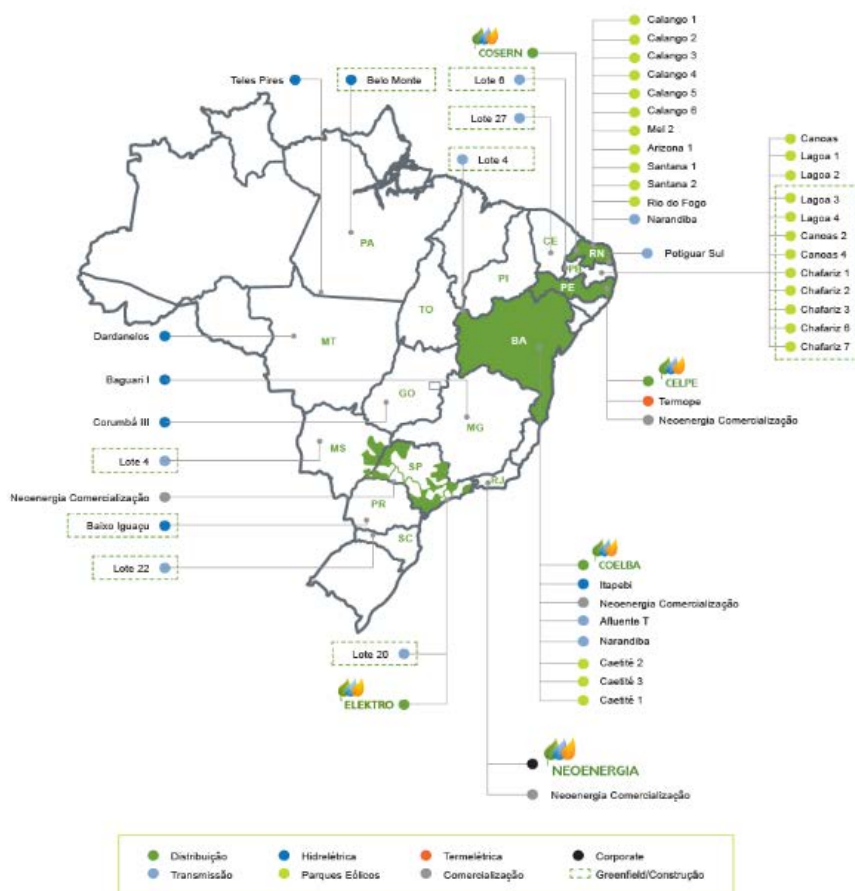 Calango 1
Calango 2
Calango 3
Calango 4
Calango 5
Calango 6
Mel 2
Arizona 1
Santana 1
Santana 2
Rio do Fogo
Narandiba
COSERN
Teles Pires
Belo Monte
Lote 6
Lote 27
Lote 4
Canoas
Lagoa 1
Lagoa 2
Lagoa 3
Lagoa 4
Canoas 2
Canoas 4
Chafariz 1
Chafariz 2
Chafariz 3
Chafariz 6
Chafariz 7
Potiguar Sul
PA
CE
RN
PB
PI
PE
TO
BA
MT
GO
MG
MS
SP
RJ
PR
SC
Dardanelos
Baguari I
Corumbá III
Lote 4
Neoenergia Comercialização
Baixo Iguaçu
Lote 22
CELPE
Termope
Neoenergia Comercialização
COELBA
Itapebi
Neoenergia Comercialização
Afluente T
Narandiba
Caetité 2
Caetité 3
Caetité 1
Lote 20
ELEKTRO
NEOENERGIA
Neoenergia Comercialização
Distribuição
Hidrelétrica
Termelétrica
Corporate
Transmissão
Parques Eólicos
Comercialização
Greenfield/Construção